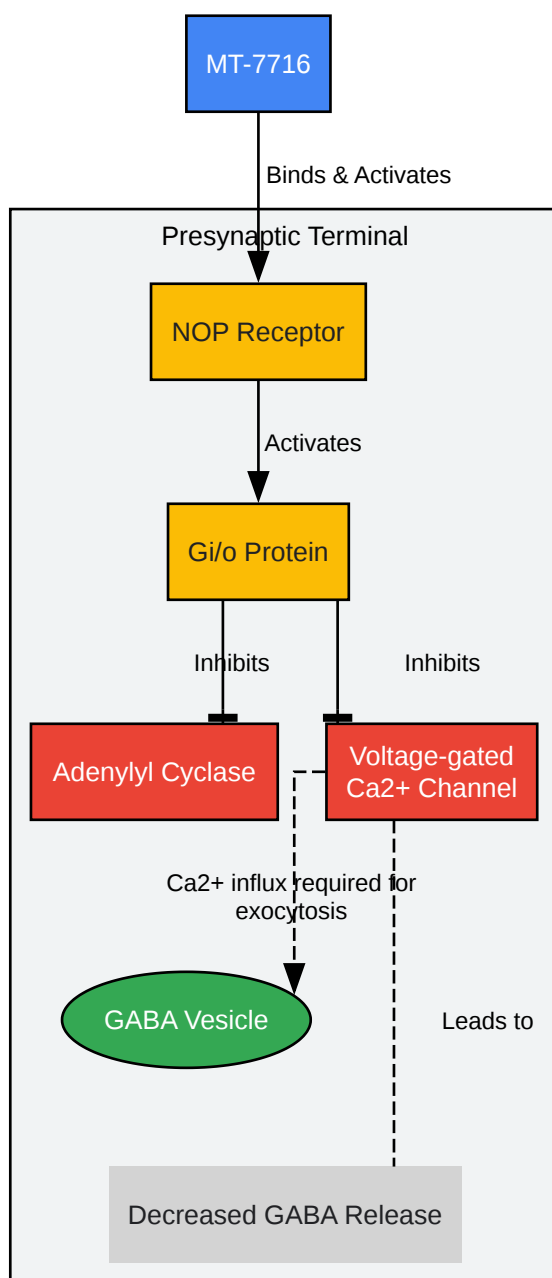 MT-7716
Binds & Activates
Presynaptic Terminal
NOP Receptor
Activates
Gi/o Protein
Inhibits
Inhibits
Adenylyl Cyclase
Voltage-gated
Ca2+ Channel
Ca2+ influx required for
exocytosis
GABA Vesicle
Leads to
Decreased GABA Release